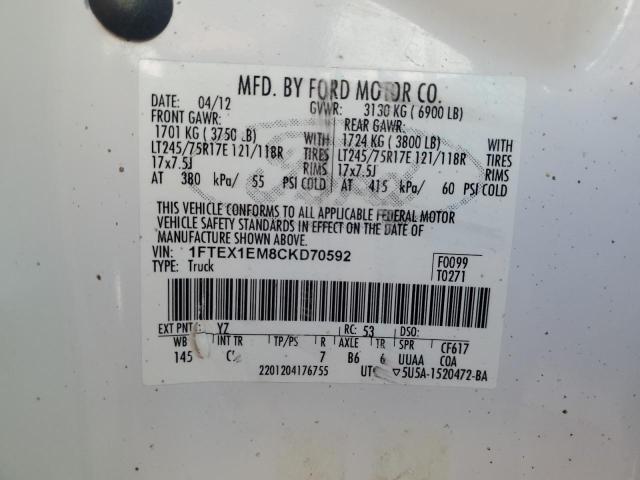 MFD. BY FORD MOTOR CO.
DATE: 04/12 GVWR: 3130 KG ( 6900 LB)
FRONT GAWR: REAR GAWR:
1701 KG ( 3750 LB) WITH 1724 KG ( 3800 LB) WITH
LT245/75R17E 121/118R TIRES LT245/75R17E 121/118R TIRES
17x7.5J RIMS 17x7.5J RIMS
AT 380 kPa/ 55 PSI COLD AT 415 kPa/ 60 PSI COLD
THIS VEHICLE CONFORMS TO ALL APPLICABLE FEDERAL MOTOR
VEHICLE SAFETY STANDARDS IN EFFECT ON THE DATE OF
MANUFACTURE SHOWN ABOVE.
VIN: 1FTEX1EM8CKD70592 F0099
TYPE: Truck T0271
EXT PNT: YZ RC: 53 DSO:
WB INT TR TP/PS R AXLE TR SPR CF617
145 7 B6 6 UUAA COA
2201204176755 ▽5U5A-1520472-BA